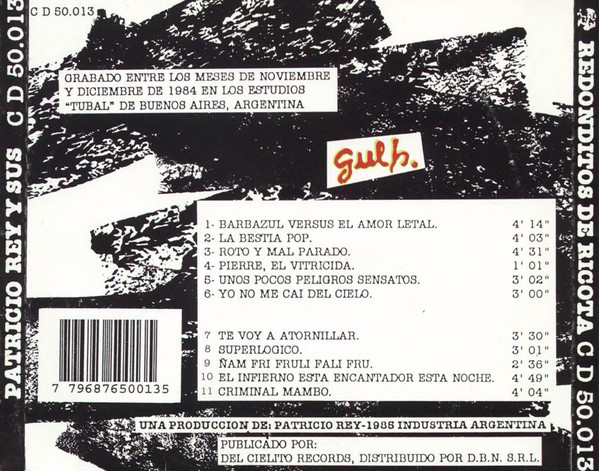 CD 50.013
GRABADO ENTRE LOS MESES DE NOVIEMBRE
Y DICIEMBRE DE 1984 EN LOS ESTUDIOS
"TUBAL" DE BUENOS AIRES, ARGENTINA
gulp.
1- BARBAZUL VERSUS EL AMOR LETAL. 4' 14"
2- LA BESTIA POP. 4' 03"
3- ROTO Y MAL PARADO. 4' 31"
4- PIERRE, EL VITRICIDA. 1' 01"
5- UNOS POCOS PELIGROS SENSATOS. 3' 02"
6- YO NO ME CAI DEL CIELO. 3' 00"
7 TE VOY A ATORNILLAR. 3' 30"
8 SUPERLOGICO. 3' 01"
9 ÑAM FRI FRULI FALI FRU. 2' 36"
10 EL INFIERNO ESTA ENCANTADOR ESTA NOCHE. 4' 49"
11 CRIMINAL MAMBO. 4' 04"
7 796876500135
UNA PRODUCCION DE: PATRICIO REY-1985 INDUSTRIA ARGENTINA
PUBLICADO POR:
DEL CIELITO RECORDS, DISTRIBUIDO POR D.B.N. S.R.L.
PATRICIO REY Y SUS CD 50.013
REDONDITOS DE RICOTA CD 50.013